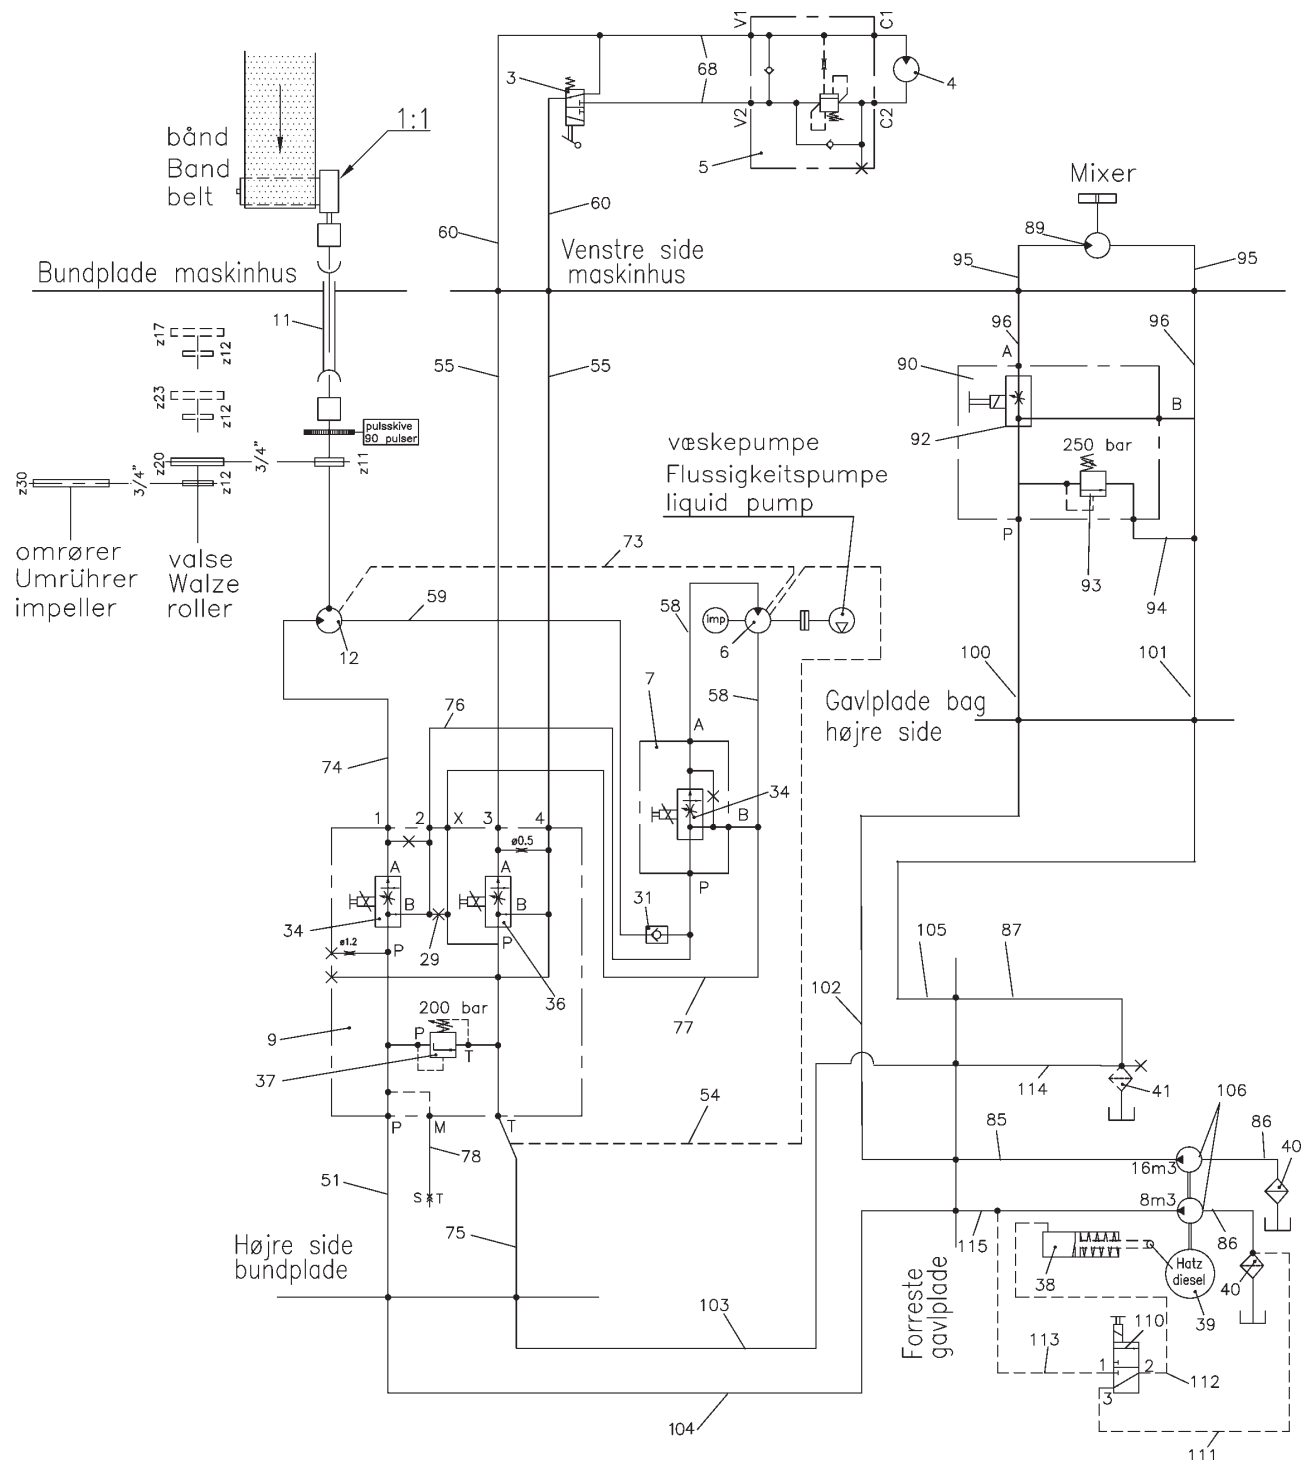 V1
C1
3
68
4
V2
C2
5
1:1
bånd
Band
belt
60
60
Mixer
89
95
95
Bundplade maskinhus
Venstre side
maskinhus
11
z17
z12
55
55
96
96
A
90
B
92
z23
z12
pulsskive
90 pulser
250 bar
z20
3/4"
z11
z30
3/4"
z12
væskepumpe
Flussigkeitspumpe
liquid pump
P
93
94
omrører
Umrührer
impeller
valse
Walze
roller
73
59
58
imp
6
12
100
101
76
7
58
Gavlplade bag
højre side
A
74
34
B
1
2
X
3
4
ø0.5
A
A
P
B
B
31
34
ø1.2
P
29
P
36
105
87
102
77
200 bar
9
P
T
37
114
41
54
106
P
M
T
85
86
40
78
16m3
51
S
T
8m3
75
115
86
Højre side
bundplade
38
Hatz
diesel
40
39
Forreste
gavlplade
103
110
113
1
2
112
3
104
111